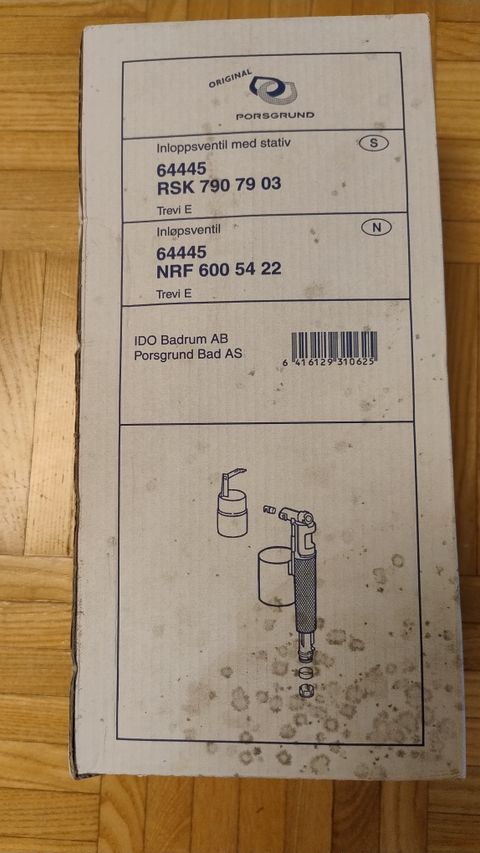 ORIGINAL
PORSGRUND
Inloppsventil med stativ
S
64445
RSK 790 79 03
Trevi E
Inløpsventil
N
64445
NRF 600 54 22
Trevi E
IDO Badrum AB
Porsgrund Bad AS
6 416129 310625